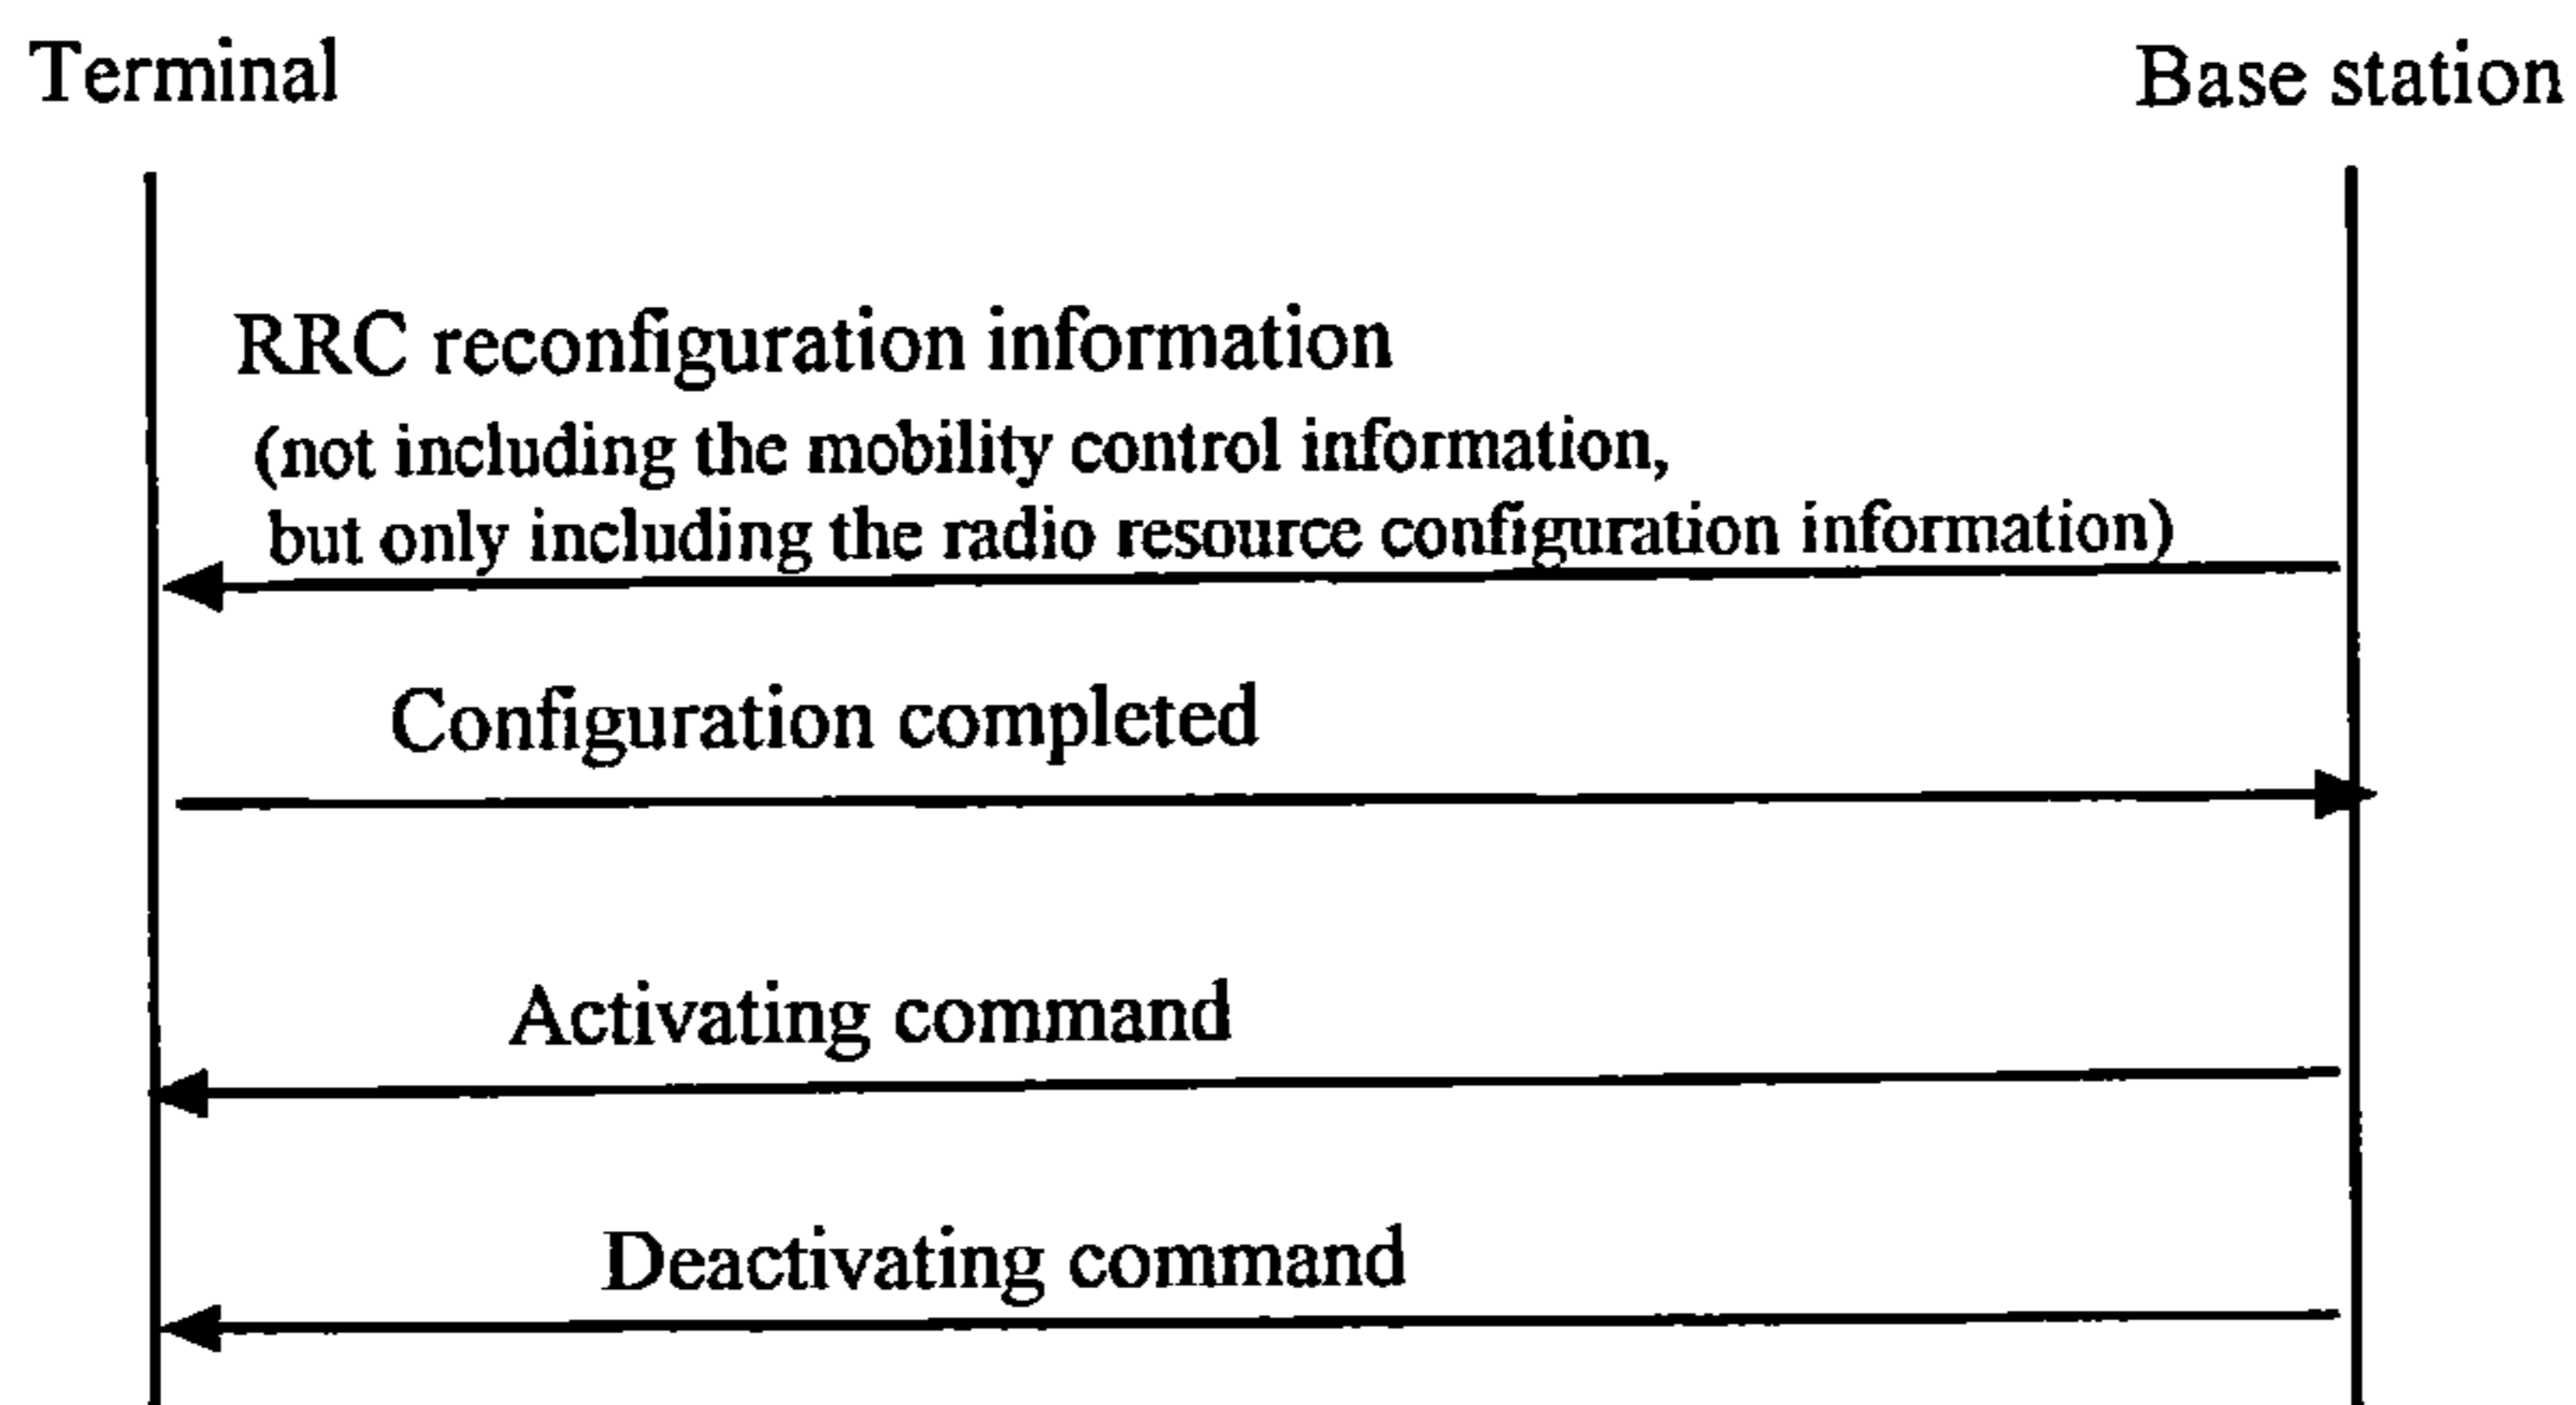 Terminal
Base station
RRC reconfiguration information
(not including the mobility control information,
but only including the radio resource configuration information)
Configuration completed
Activating command
Deactivating command